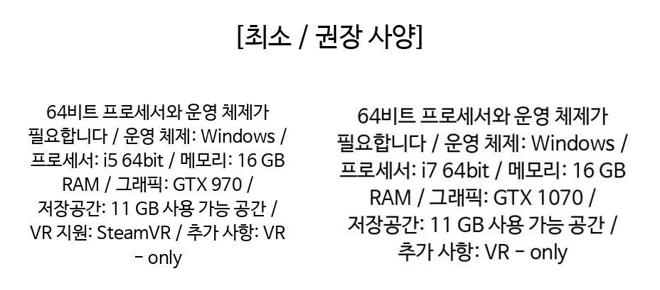 [최소 / 권장 사양]
64비트 프로세서와 운영 체제가
필요합니다 / 운영 체제: Windows /
프로세서: i5 64bit / 메모리: 16 GB
RAM / 그래픽: GTX 970 /
저장공간: 11 GB 사용 가능 공간 /
VR 지원: SteamVR / 추가 사항: VR
- only
64비트 프로세서와 운영 체제가
필요합니다 / 운영 체제: Windows /
프로세서: i7 64bit / 메모리: 16 GB
RAM / 그래픽: GTX 1070 /
저장공간: 11 GB 사용 가능 공간 /
추가 사항: VR - only